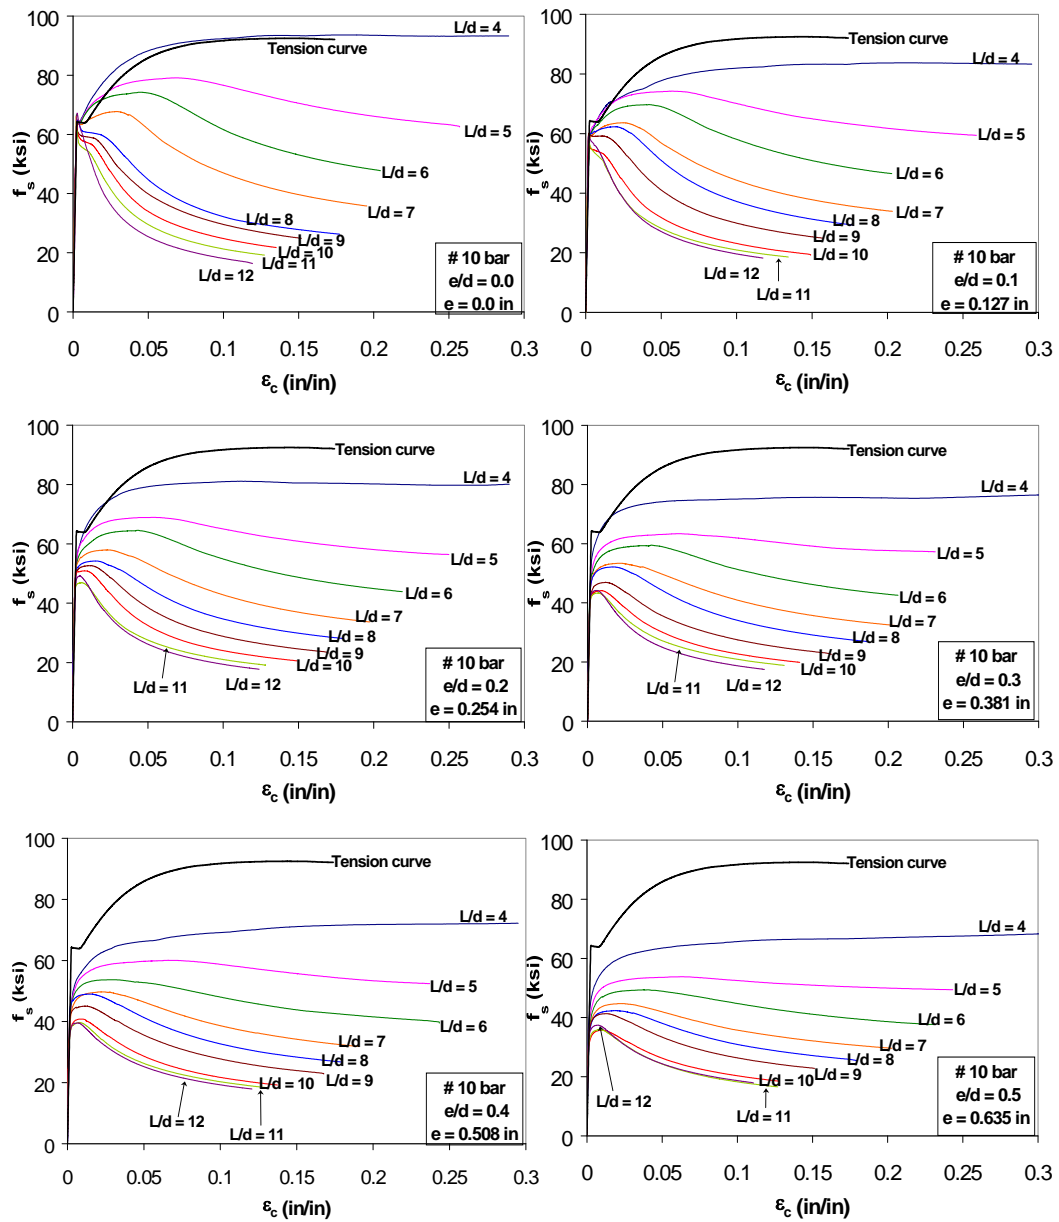 100
80
60
40
20
0
f_s (ksi)
0
0.05
0.1
0.15
0.2
0.25
0.3
ε_c (in/in)
L/d = 4
Tension curve
L/d = 5
L/d = 6
L/d = 7
L/d = 8
L/d = 9
L/d = 10
L/d = 11
L/d = 12
# 10 bar
e/d = 0.0
e = 0.0 in
100
80
60
40
20
0
f_s (ksi)
0
0.05
0.1
0.15
0.2
0.25
0.3
ε_c (in/in)
Tension curve
L/d = 4
L/d = 5
L/d = 6
L/d = 7
L/d = 8
L/d = 9
L/d = 10
L/d = 12
L/d = 11
# 10 bar
e/d = 0.1
e = 0.127 in
100
80
60
40
20
0
f_s (ksi)
0
0.05
0.1
0.15
0.2
0.25
0.3
ε_c (in/in)
Tension curve
L/d = 4
L/d = 5
L/d = 6
L/d = 7
L/d = 8
L/d = 9
L/d = 10
L/d = 11
L/d = 12
# 10 bar
e/d = 0.2
e = 0.254 in
100
80
60
40
20
0
f_s (ksi)
0
0.05
0.1
0.15
0.2
0.25
0.3
ε_c (in/in)
Tension curve
L/d = 4
L/d = 5
L/d = 6
L/d = 7
L/d = 8
L/d = 9
L/d = 10
L/d = 11
L/d = 12
# 10 bar
e/d = 0.3
e = 0.381 in
100
80
60
40
20
0
f_s (ksi)
0
0.05
0.1
0.15
0.2
0.25
0.3
ε_c (in/in)
Tension curve
L/d = 4
L/d = 5
L/d = 6
L/d = 7
L/d = 8
L/d = 9
L/d = 10
L/d = 12
L/d = 11
# 10 bar
e/d = 0.4
e = 0.508 in
100
80
60
40
20
0
f_s (ksi)
0
0.05
0.1
0.15
0.2
0.25
0.3
ε_c (in/in)
Tension curve
L/d = 4
L/d = 5
L/d = 6
L/d = 7
L/d = 8
L/d = 9
L/d = 10
L/d = 12
L/d = 11
# 10 bar
e/d = 0.5
e = 0.635 in